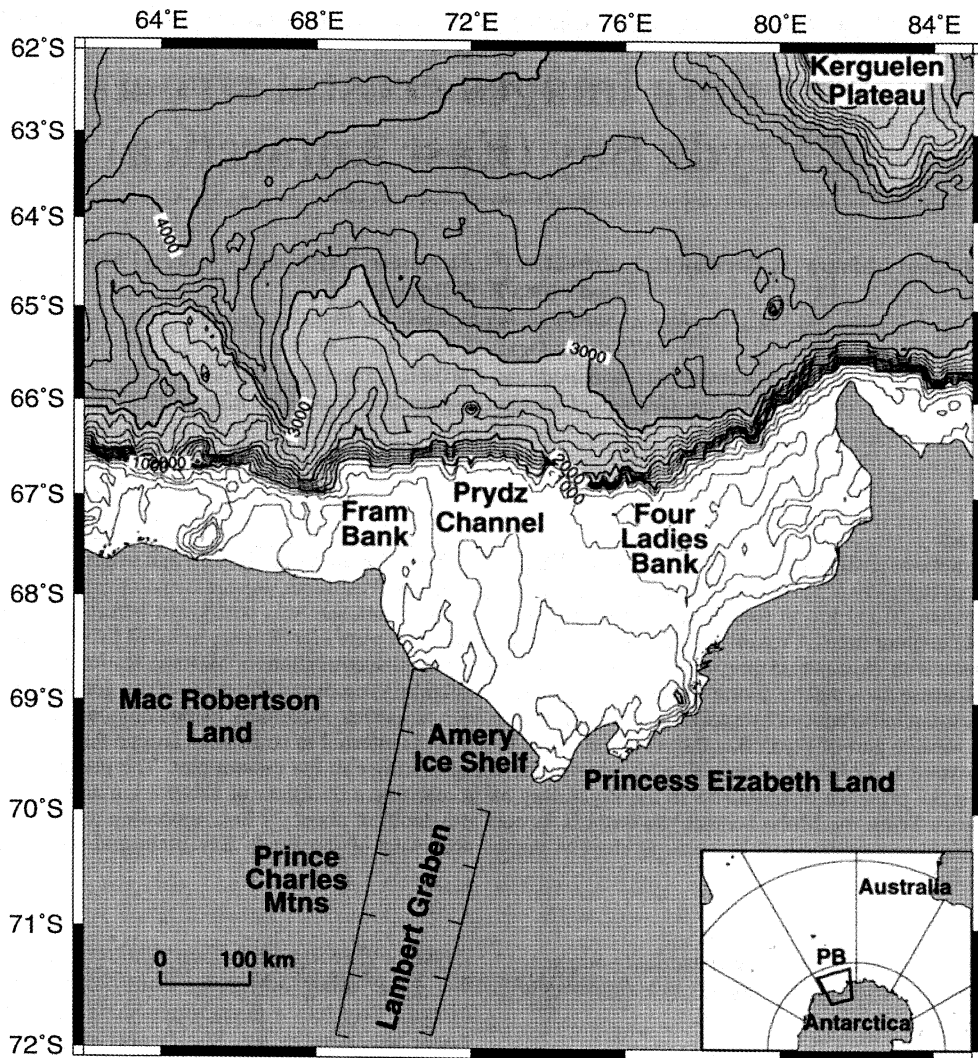 64°E 68°E 72°E 76°E 80°E 84°E
62°S
63°S
64°S
65°S
66°S
67°S
68°S
69°S
70°S
71°S
72°S
Kerguelen
Plateau
4000
3000
3000
2000
1000
Fram
Bank
Prydz
Channel
Four
Ladies
Bank
Mac Robertson
Land
Amery
Ice Shelf
Princess Eizabeth Land
Prince
Charles
Mtns
Lambert Graben
0 100 km
Australia
PB
Antarctica